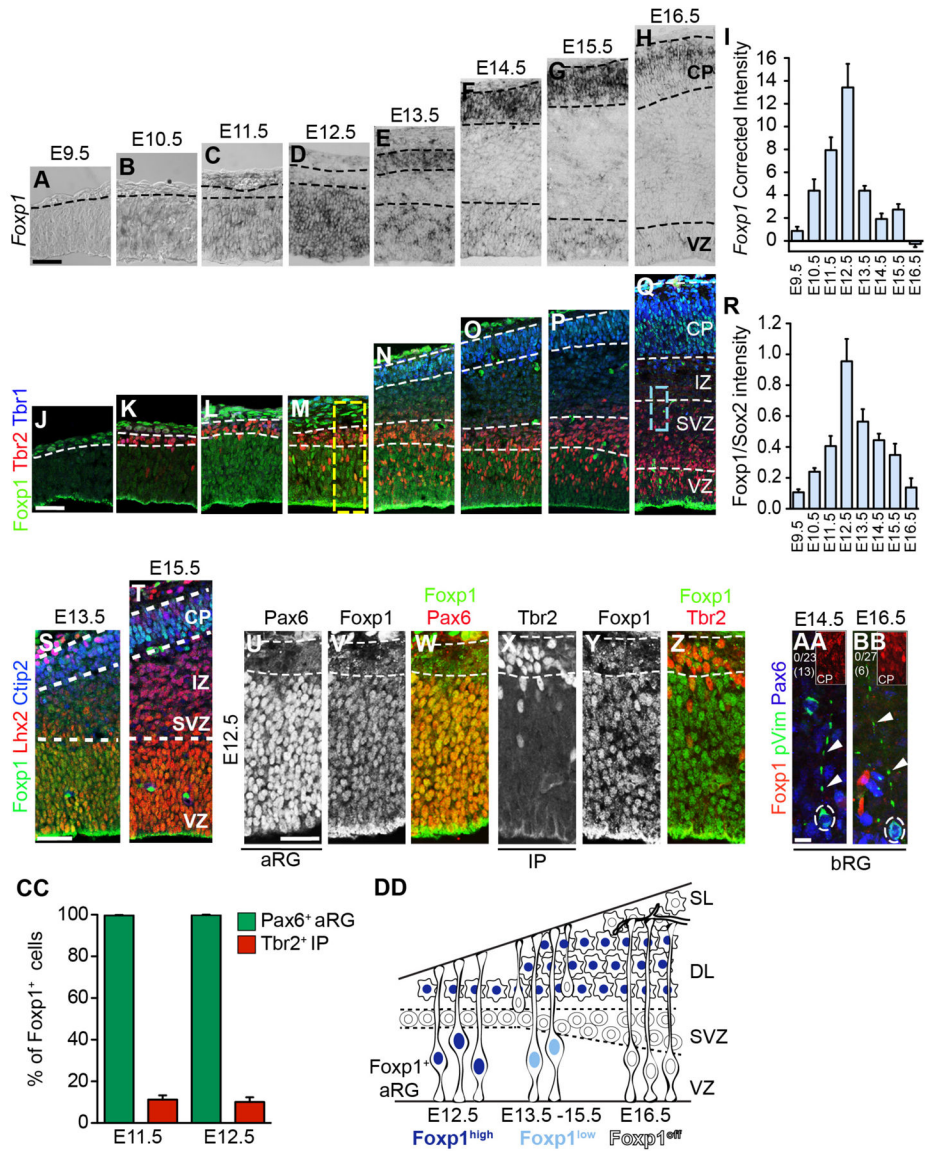 E9.5
E10.5
E11.5
E12.5
E13.5
E14.5
E15.5
E16.5
Foxp1
A
B
C
D
E
F
G
H
CP
VZ
I
Foxp1 Corrected Intensity
16
14
12
10
8
6
4
2
0
E9.5
E10.5
E11.5
E12.5
E13.5
E14.5
E15.5
E16.5
Foxp1 Tbr2 Tbr1
J
K
L
M
N
O
P
Q
CP
IZ
SVZ
VZ
R
Foxp1/Sox2 intensity
1.2
1.0
0.8
0.6
0.4
0.2
0
E9.5
E10.5
E11.5
E12.5
E13.5
E14.5
E15.5
E16.5
E13.5
E15.5
Foxp1 Lhx2 Ctip2
S
T
CP
IZ
SVZ
VZ
E12.5
Pax6
Foxp1
Foxp1
Pax6
Tbr2
Foxp1
Foxp1
Tbr2
U
V
W
X
Y
Z
aRG
IP
E14.5
E16.5
Foxp1 pVim Pax6
AA
0/23
(13)
CP
BB
0/27
(6)
CP
bRG
CC
% of Foxp1+ cells
100
80
60
40
20
0
E11.5
E12.5
Pax6+ aRG
Tbr2+ IP
DD
SL
DL
SVZ
VZ
Foxp1+
aRG
E12.5
E13.5 -15.5
E16.5
Foxp1high
Foxp1low
Foxp1off